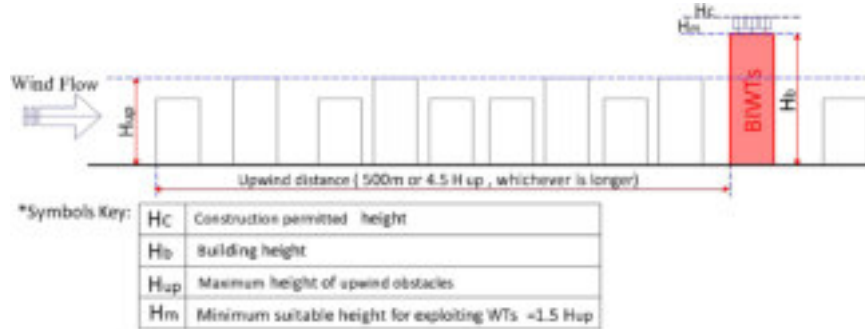 Hc
Hm
Wind Flow
Hup
BIWTs
Hb
Upwind distance ( 500m or 4.5 H up , whichever is longer)
*Symbols Key:
Hc Construction permitted height
Hb Building height
Hup Maximum height of upwind obstacles
Hm Minimum suitable height for exploiting WTs =1.5 Hup